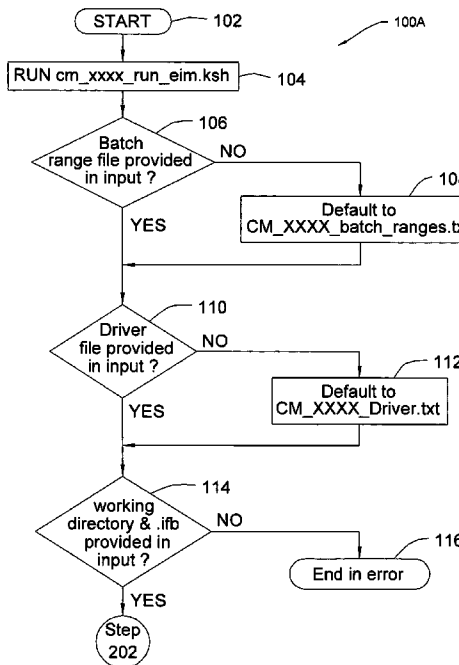 START
102
100A
RUN cm_xxxx_run_eim.ksh
104
106
Batch
range file provided
in input ?
NO
YES
Default to
110
Driver
file provided
in input ?
NO
YES
112
Default to
CM_XXXX_Driver.txt
114
working
directory & .ifb
provided in
input ?
NO
YES
116
End in error
Step
202